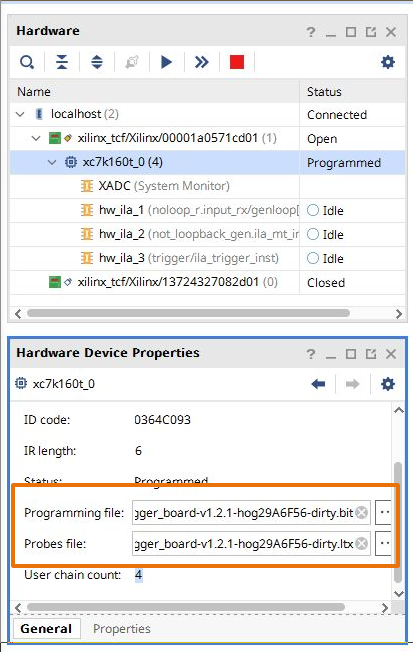 Hardware
Name Status
localhost (2) Connected
xilinx_tcf/Xilinx/00001a0571cd01 (1) Open
xc7k160t_0 (4) Programmed
XADC (System Monitor)
hw_ila_1 (noloop_r.input_rx/genloop[ Idle
hw_ila_2 (not_loopback_gen.ila_mt_in Idle
hw_ila_3 (trigger/ila_trigger_inst) Idle
xilinx_tcf/Xilinx/13724327082d01 (0) Closed
Hardware Device Properties
xc7k160t_0
ID code: 0364C093
IR length: 6
Status: Programmed
Programming file: gger_board-v1.2.1-hog29A6F56-dirty.bit
Probes file: gger_board-v1.2.1-hog29A6F56-dirty.ltx
User chain count: 4
General Properties